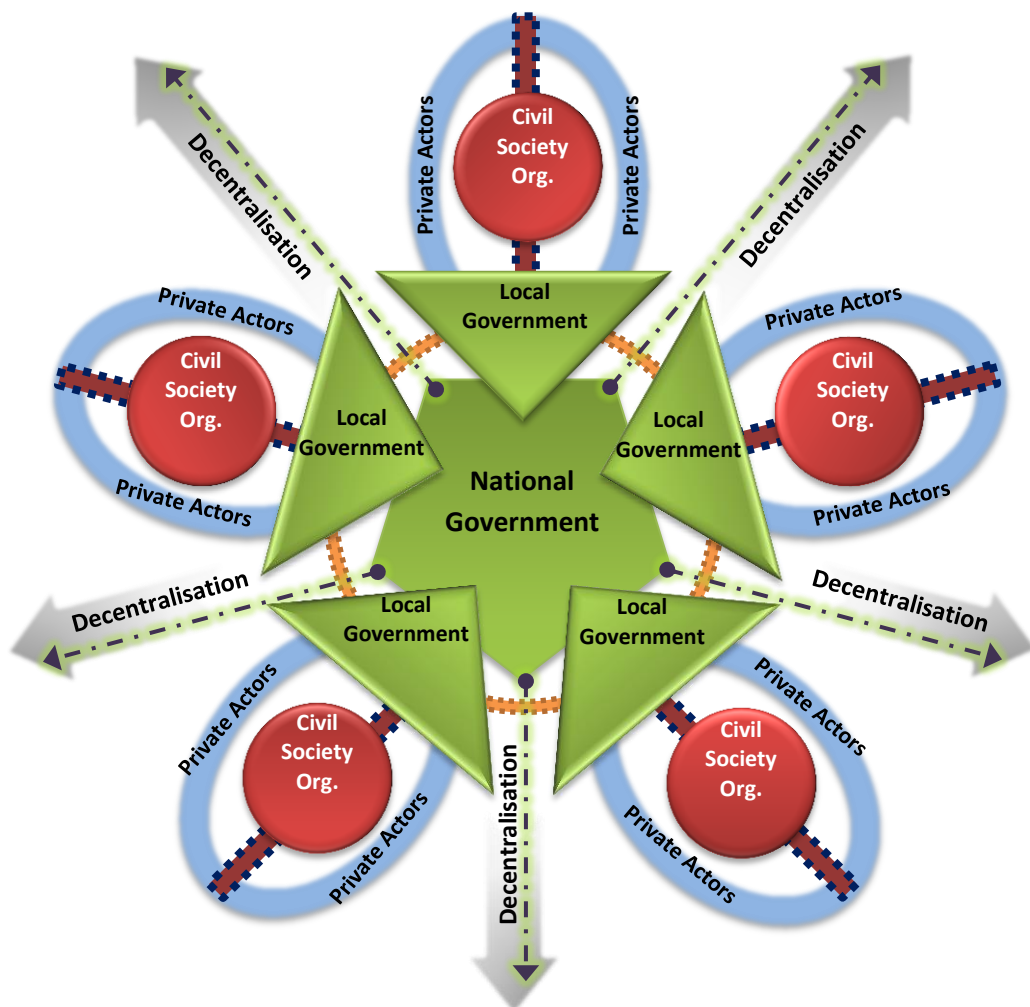 Civil
Society
Org.
Private Actors
Private Actors
Decentralisation
Decentralisation
Local
Government
Private Actors
Civil
Society
Org.
Private Actors
Local
Government
Private Actors
Civil
Society
Org.
Private Actors
Local
Government
National
Government
Decentralisation
Decentralisation
Local
Government
Local
Government
Private Actors
Civil
Society
Org.
Private Actors
Decentralisation
Private Actors
Civil
Society
Org.
Private Actors